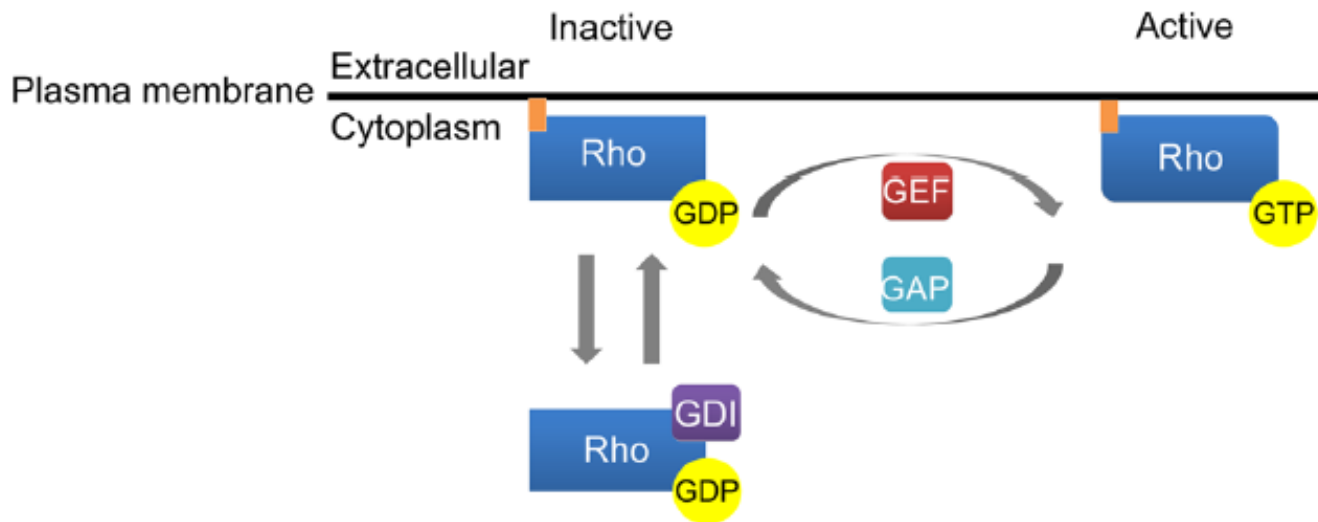 Inactive
Active
Extracellular
Plasma membrane
Cytoplasm
Rho
GDP
GEF
GAP
Rho
GTP
Rho
GDI
GDP